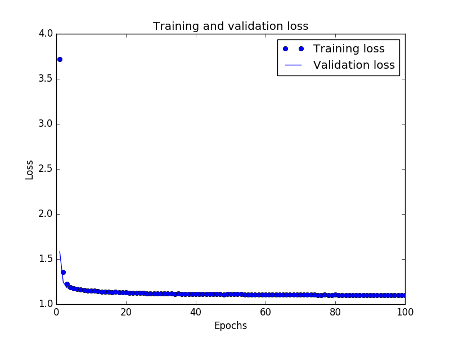 Training and validation loss
4.0
3.5
3.0
2.5
2.0
1.5
1.0
Loss
Training loss
Validation loss
0
20
40
60
80
100
Epochs